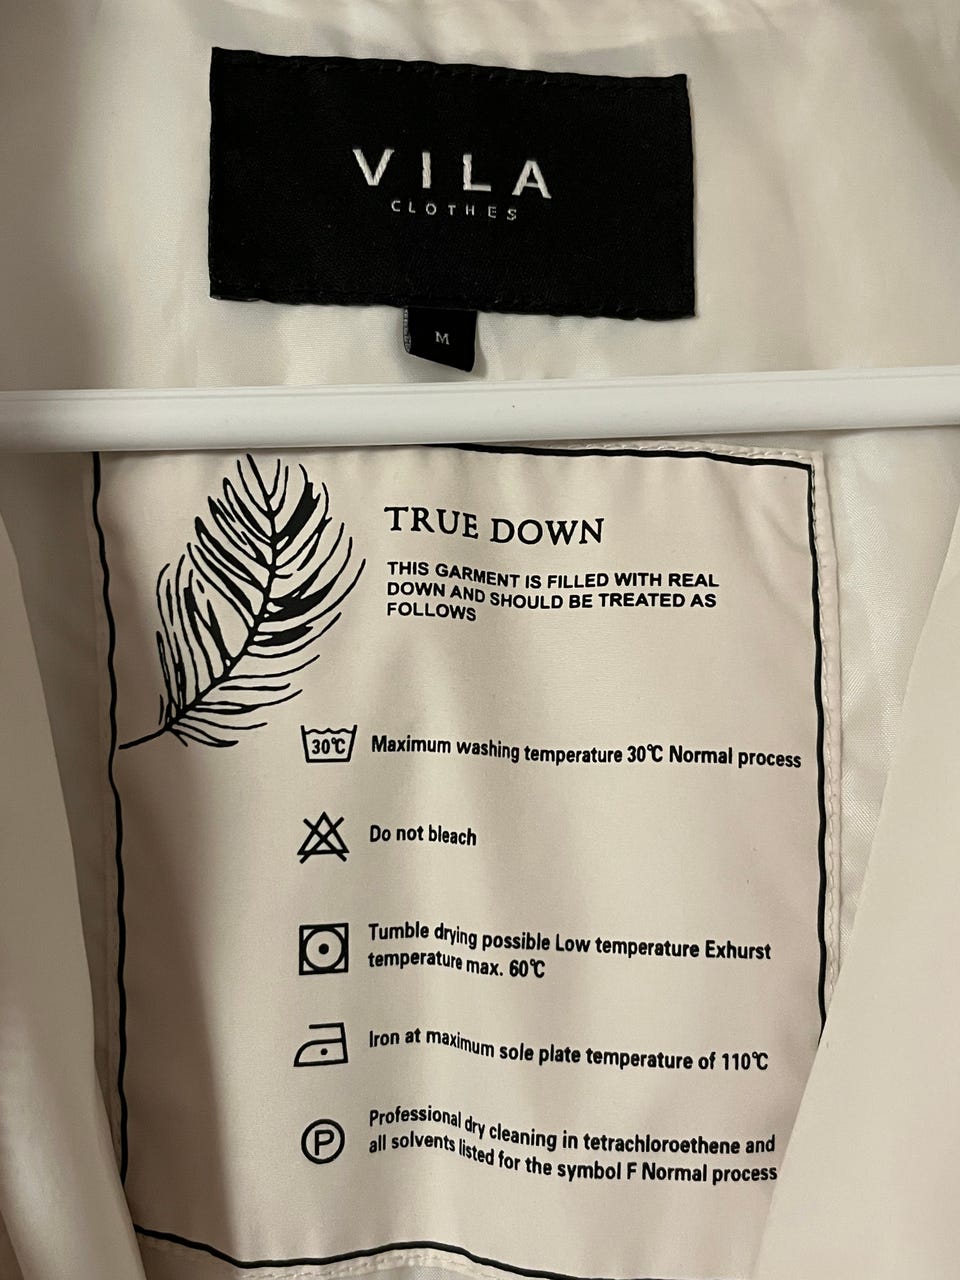 VILA
CLOTHES
M
TRUE DOWN
THIS GARMENT IS FILLED WITH REAL
DOWN AND SHOULD BE TREATED AS
FOLLOWS
30°C Maximum washing temperature 30°C Normal process
Do not bleach
Tumble drying possible Low temperature Exhurst
temperature max. 60°C
Iron at maximum sole plate temperature of 110°C
P Professional dry cleaning in tetrachloroethene and
all solvents listed for the symbol F Normal process